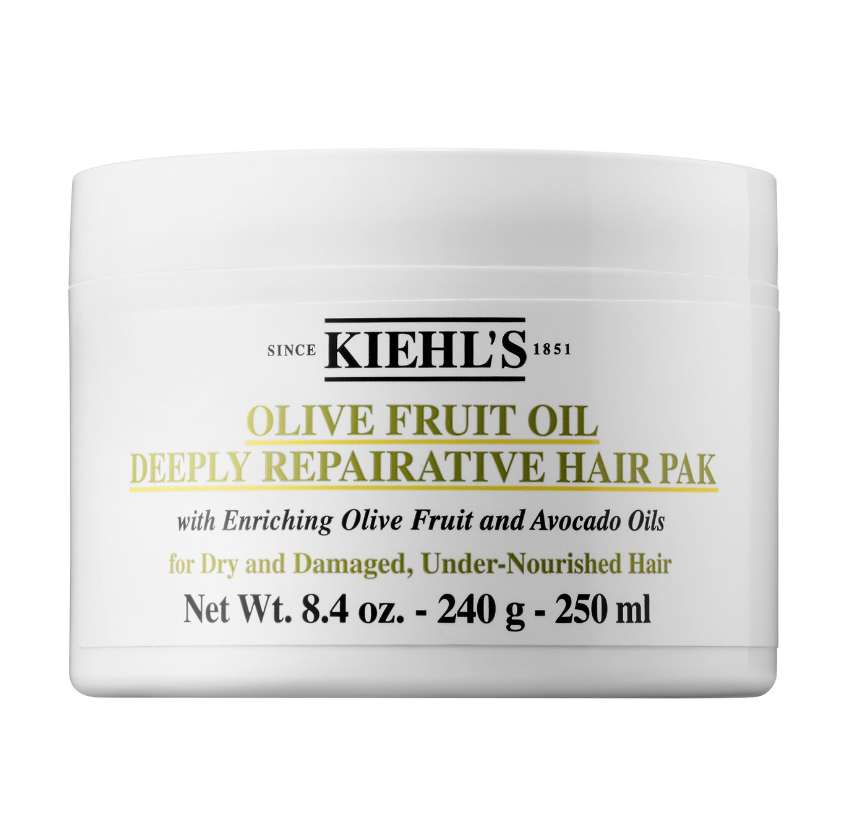 SINCE KIEHL'S 1851
OLIVE FRUIT OIL
DEEPLY REPAIRATIVE HAIR PAK
with Enriching Olive Fruit and Avocado Oils
for Dry and Damaged, Under-Nourished Hair
Net Wt. 8.4 oz. - 240 g - 250 ml